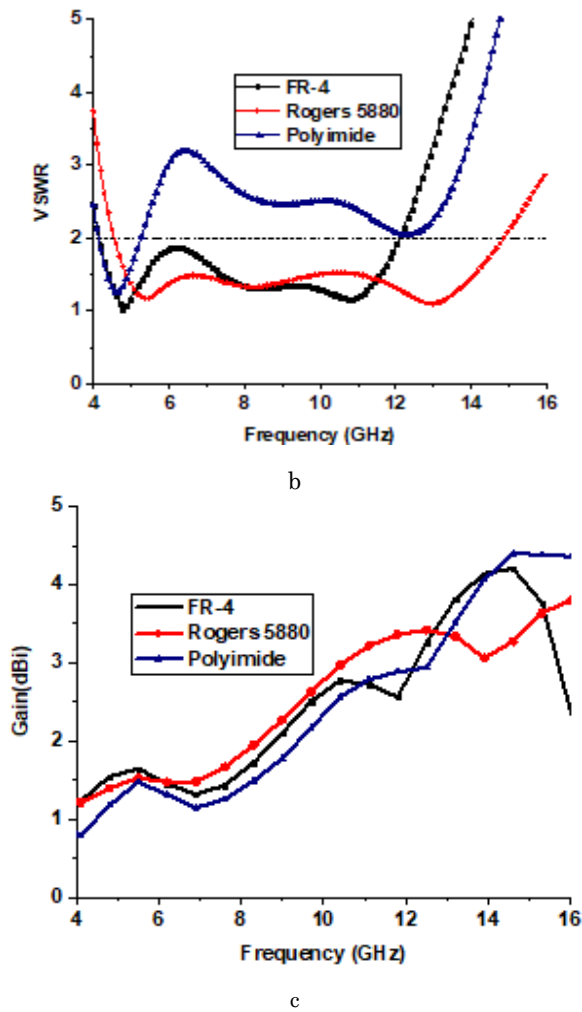 5
4
3
2
1
0
VSWR
FR-4
Rogers 5880
Polyimide
4 6 8 10 12 14 16
Frequency (GHz)
b
5
4
3
2
1
0
Gain(dBi)
FR-4
Rogers 5880
Polyimide
4 6 8 10 12 14 16
Frequency (GHz)
c